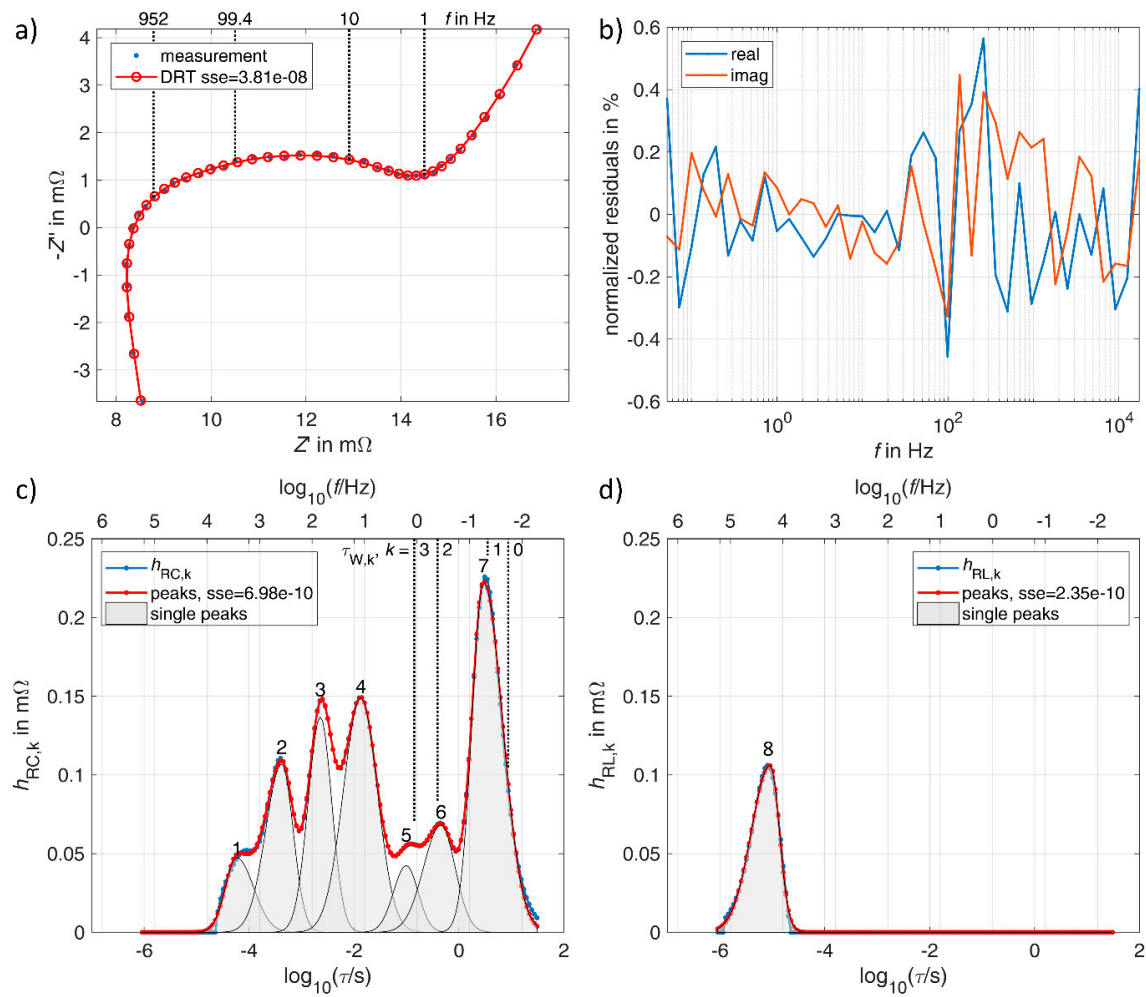 a)
952 99.4 10 1 f in Hz
measurement
DRT sse=3.81e-08
4
3
2
1
0
-1
-2
-3
-Z'' in mΩ
8 10 12 14 16
Z' in mΩ
b)
real
imag
0.6
0.4
0.2
0
-0.2
-0.4
-0.6
normalized residuals in %
10^0 10^2 10^4
f in Hz
c)
log10(f/Hz)
6 5 4 3 2 1 0 -1 -2
τW,k, k = 3 2 1 0
hRC,k
peaks, sse=6.98e-10
single peaks
0.25
0.2
0.15
0.1
0.05
0
hRC,k in mΩ
1 2 3 4 5 6 7
-6 -4 -2 0 2
log10(τ/s)
d)
log10(f/Hz)
6 5 4 3 2 1 0 -1 -2
hRL,k
peaks, sse=2.35e-10
single peaks
0.25
0.2
0.15
0.1
0.05
0
hRL,k in mΩ
8
-6 -4 -2 0 2
log10(τ/s)